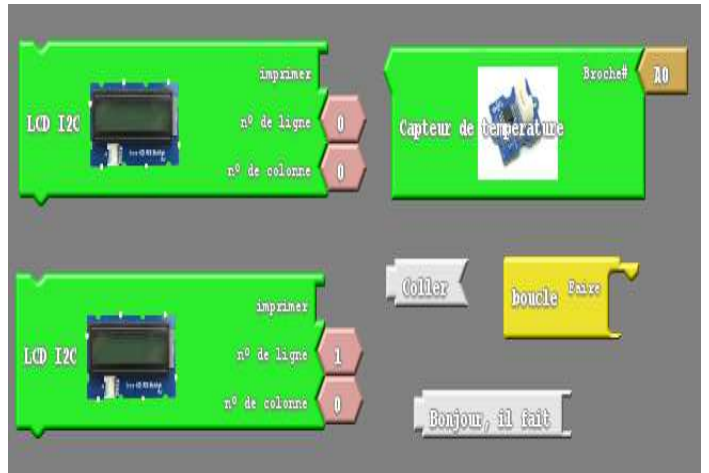 imprimer
LCD I2C
nº de ligne 0
nº de colonne 0
Broche# A0
Capteur de température
imprimer
LCD I2C
nº de ligne 1
nº de colonne 0
Coller
boucle Faire
Bonjour, il fait